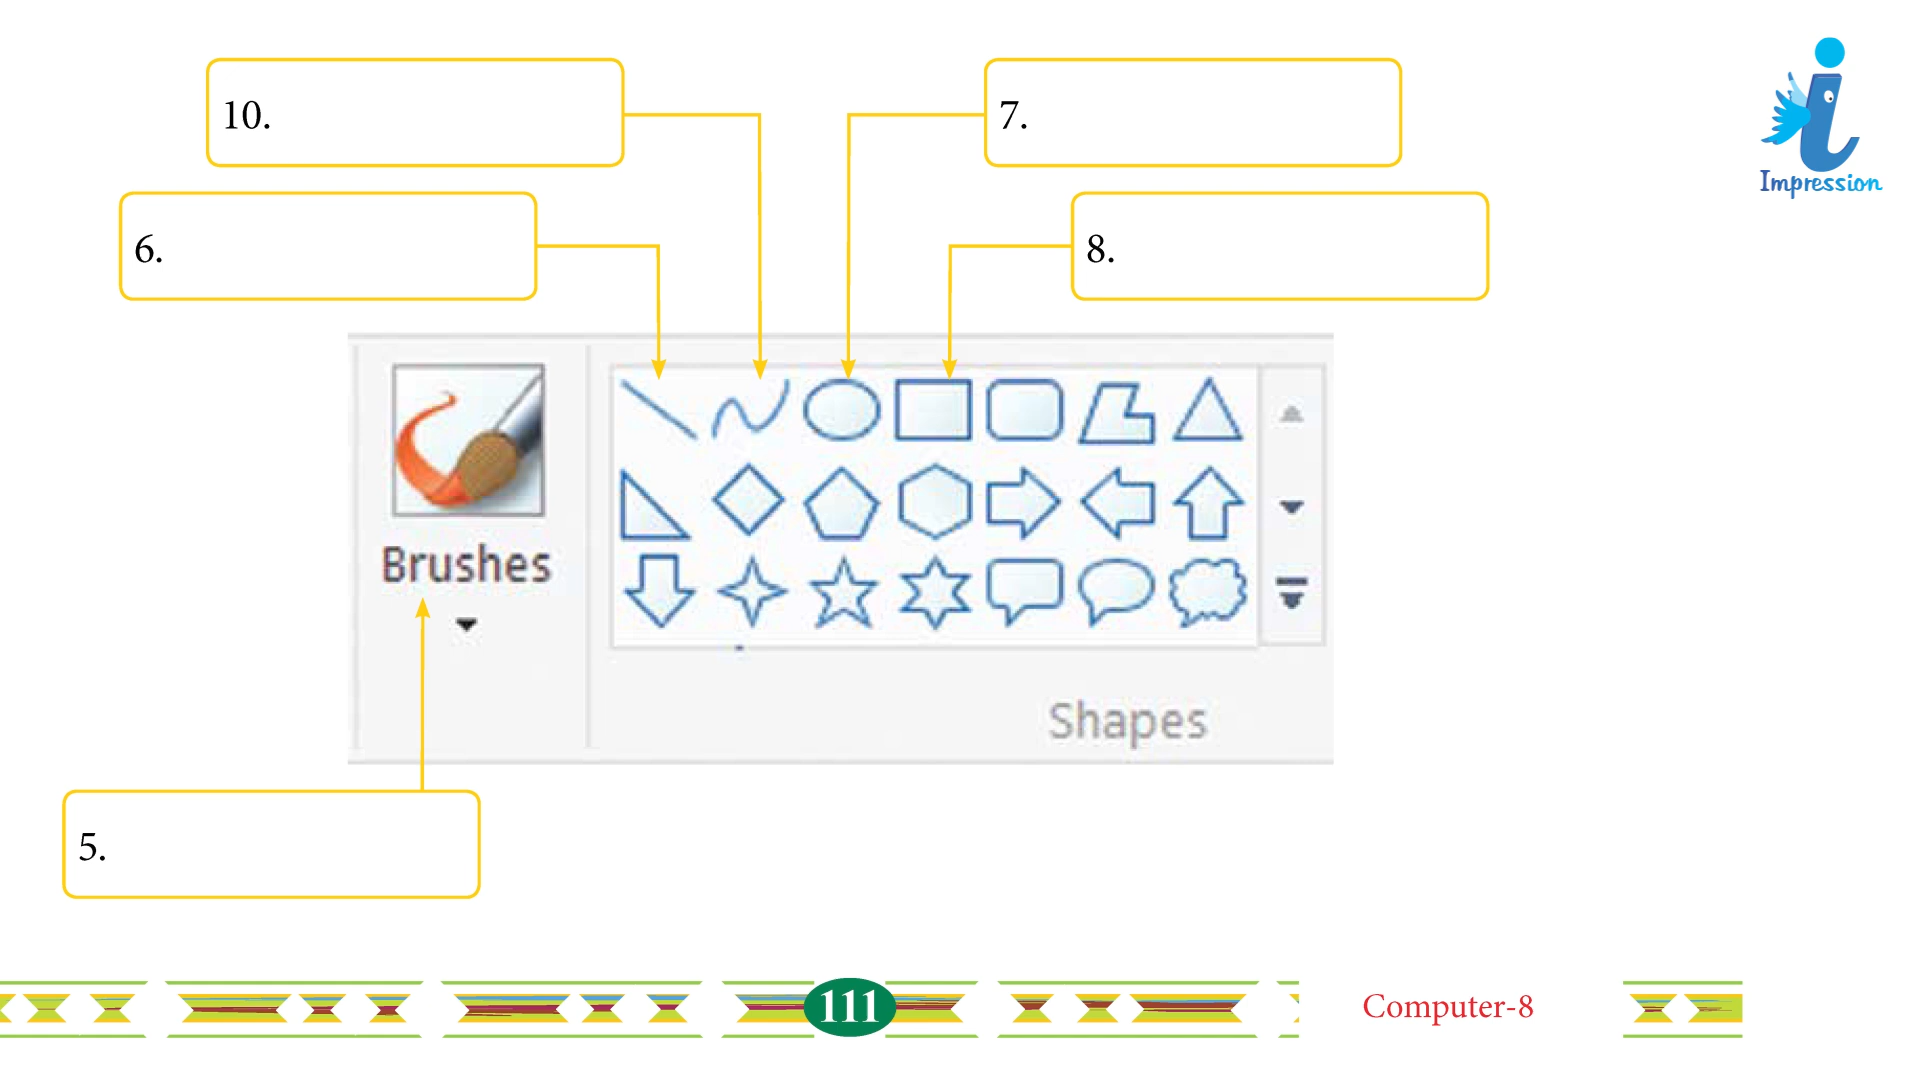 10.
7.
Impression
6.
8.
Brushes
Shapes
5.
111
Computer-8